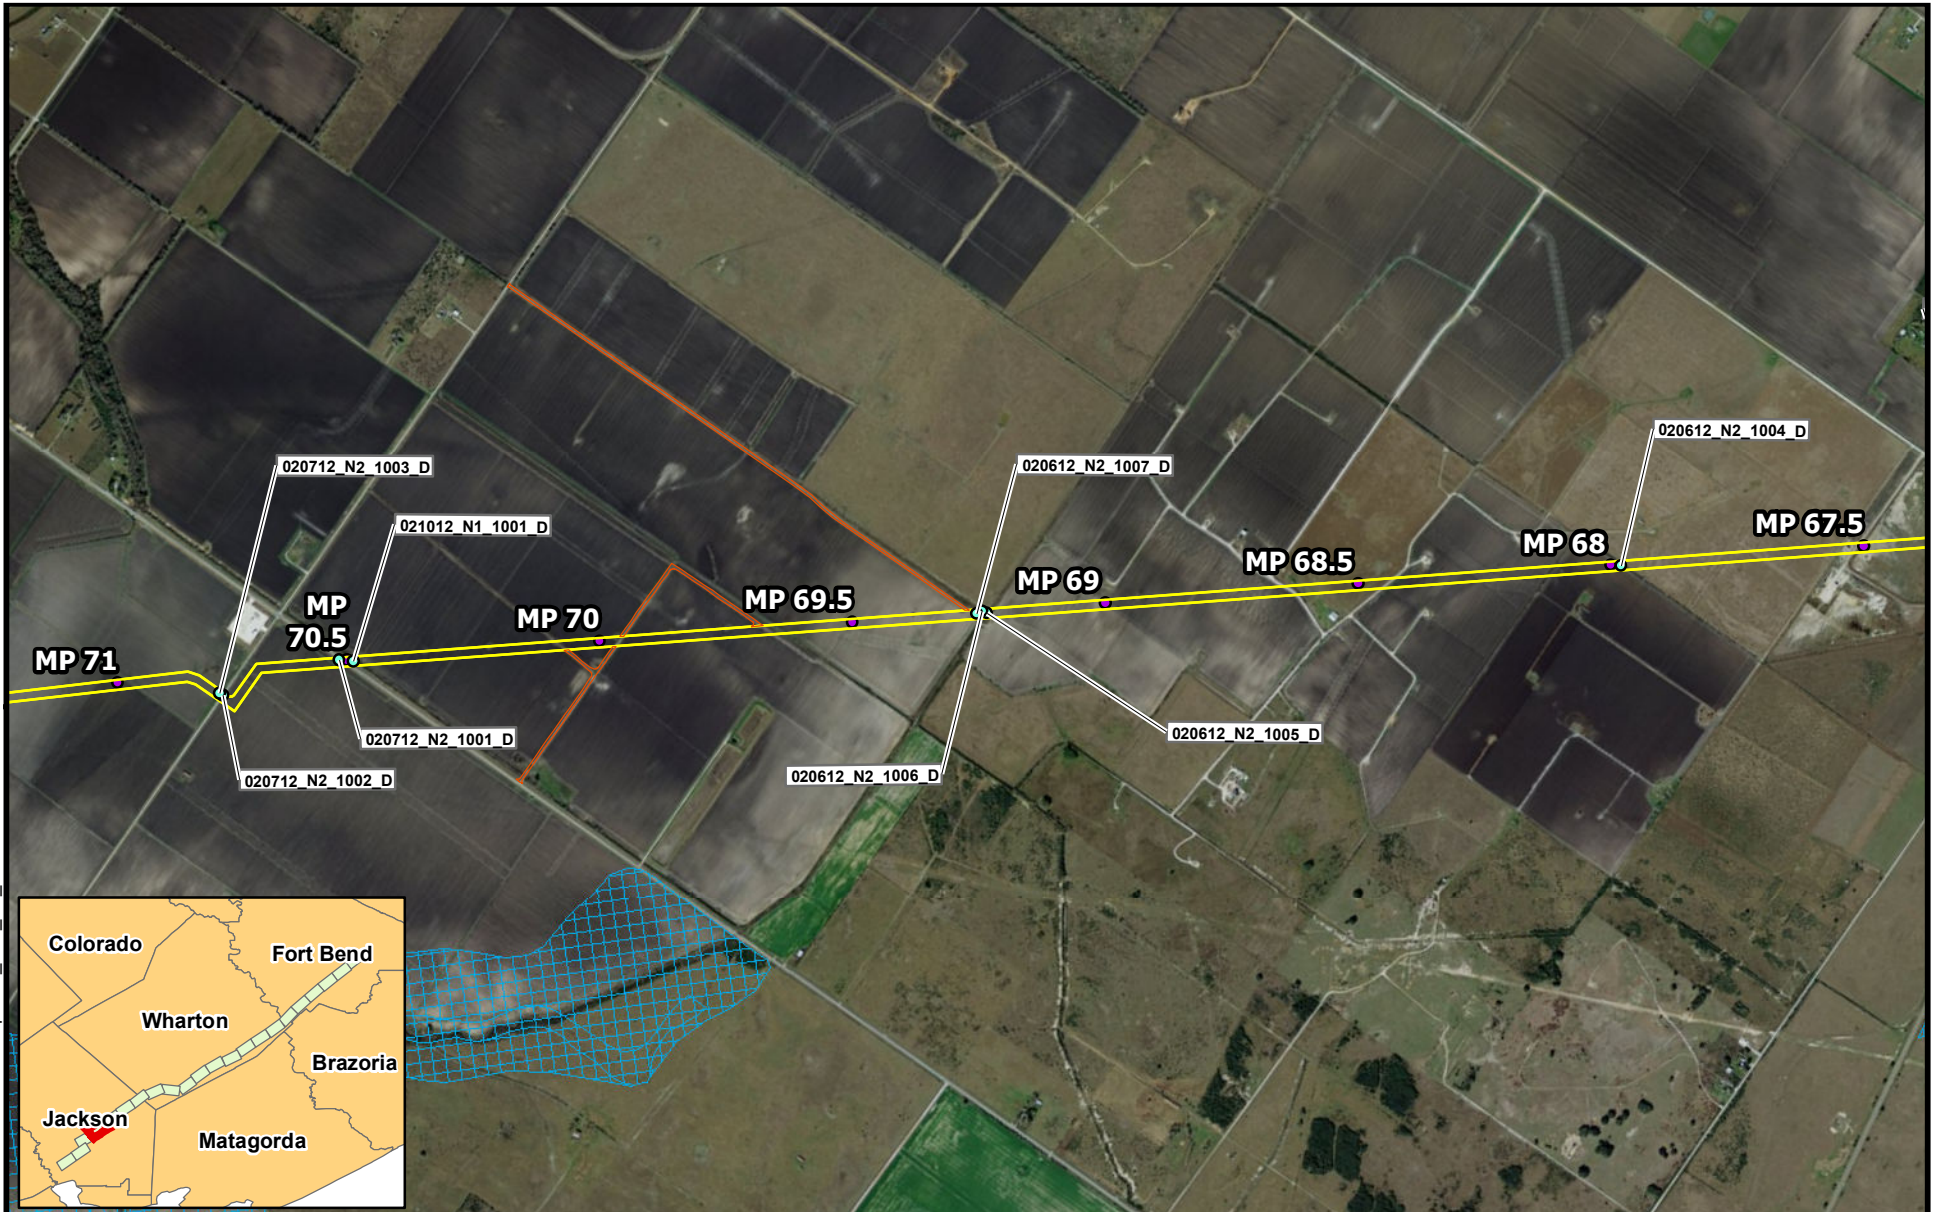 020612_N2_1004_D
020712_N2_1003_D
020612_N2_1007_D
021012_N1_1001_D
MP 67.5
MP 68
MP 68.5
MP 69
MP 69.5
MP
70.5
MP 70
MP 71
020612_N2_1005_D
020712_N2_1001_D
020612_N2_1006_D
020712_N2_1002_D
Colorado
Fort Bend
Wharton
Brazoria
Jackson
Matagorda